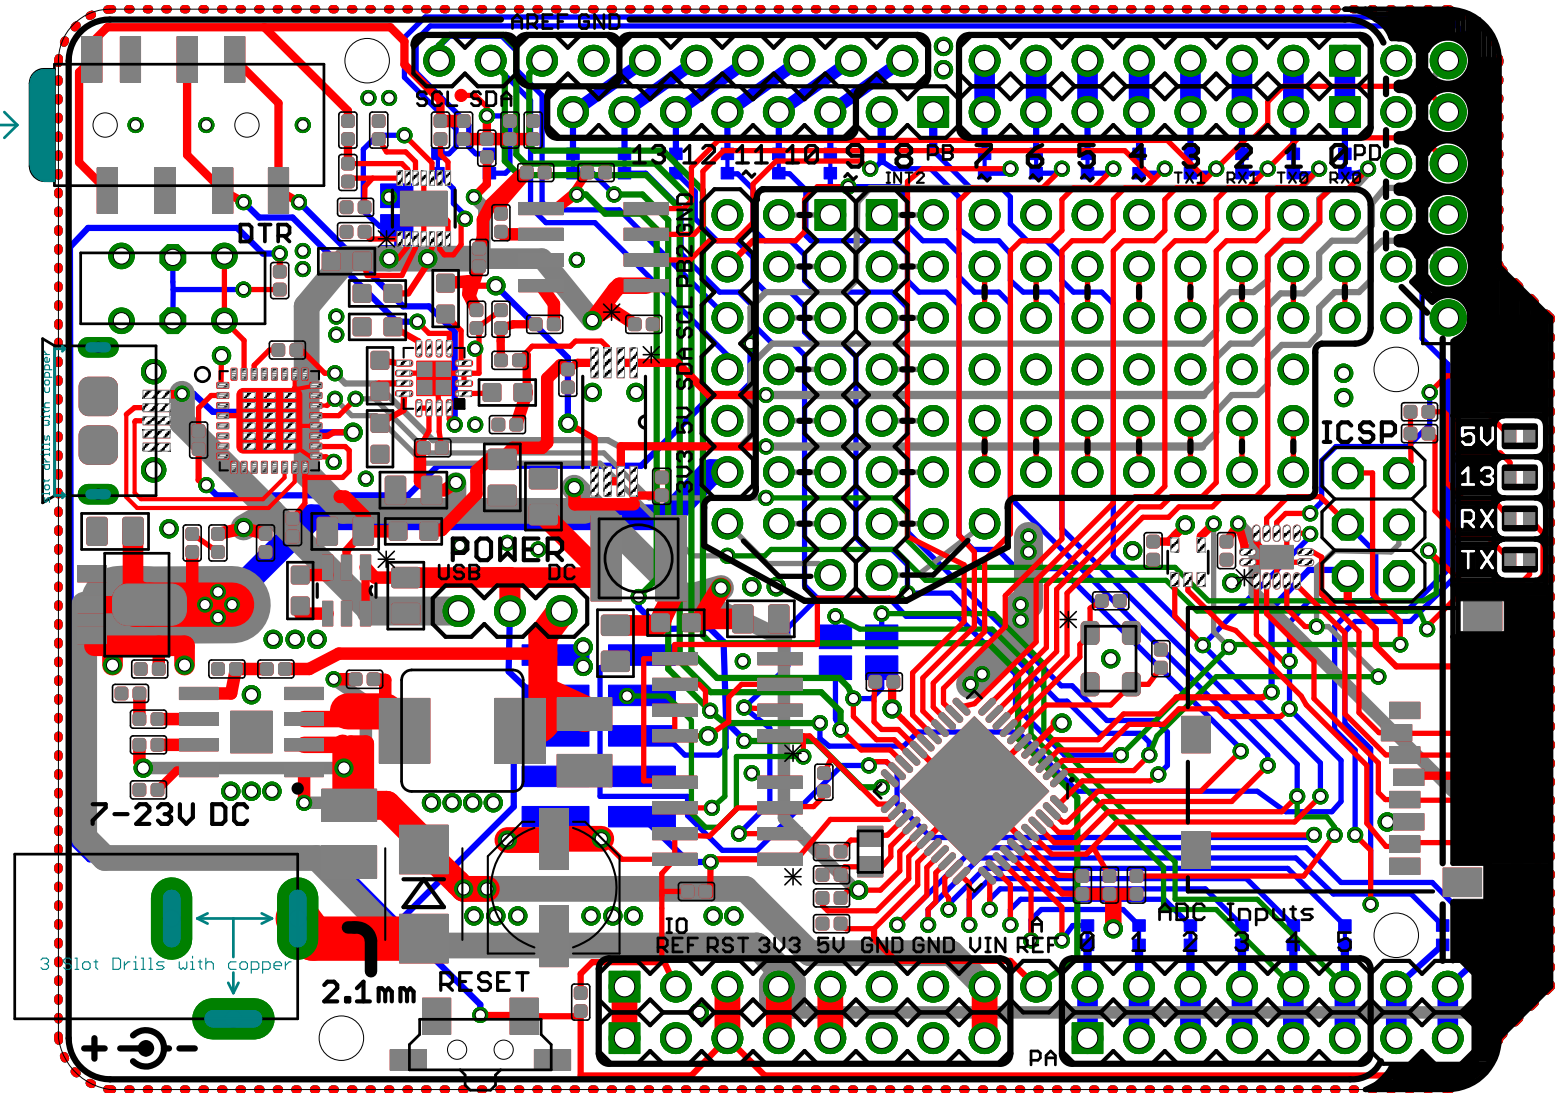 AREF GND
SCL SDA
13 12 11 10 9 8 PB 7 6 5 4 3 2 1 0 PD
~ ~ INT2 ~ ~ ~ ~ TX1 RX1 TX0 RX0
DTR
3V3 5V SDA SCL PB2 GND
Slot drills with copper
ICSP
5V
13
RX
TX
POWER
USB DC
7-23V DC
3 Slot Drills with copper
2.1mm
RESET
IO
REF RST 3V3 5V GND GND VIN
A
REF
ADC Inputs
0 1 2 3 4 5
PA
+ -